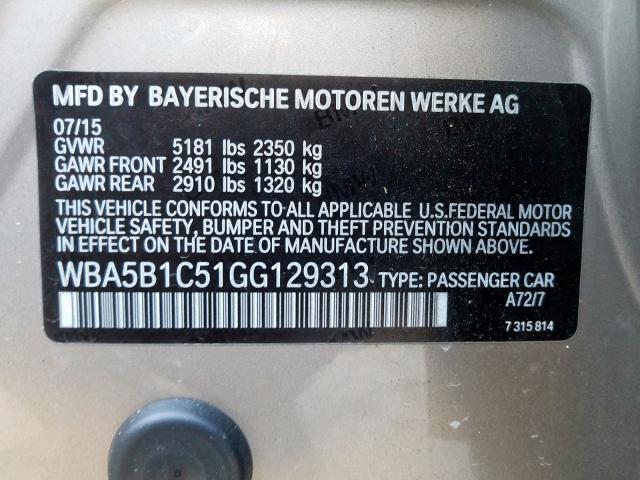 MFD BY BAYERISCHE MOTOREN WERKE AG
07/15
GVWR 5181 lbs 2350 kg
GAWR FRONT 2491 lbs 1130 kg
GAWR REAR 2910 lbs 1320 kg
THIS VEHICLE CONFORMS TO ALL APPLICABLE U.S.FEDERAL MOTOR
VEHICLE SAFETY, BUMPER AND THEFT PREVENTION STANDARDS
IN EFFECT ON THE DATE OF MANUFACTURE SHOWN ABOVE.
WBA5B1C51GG129313 TYPE: PASSENGER CAR
A72/7
7 315 814